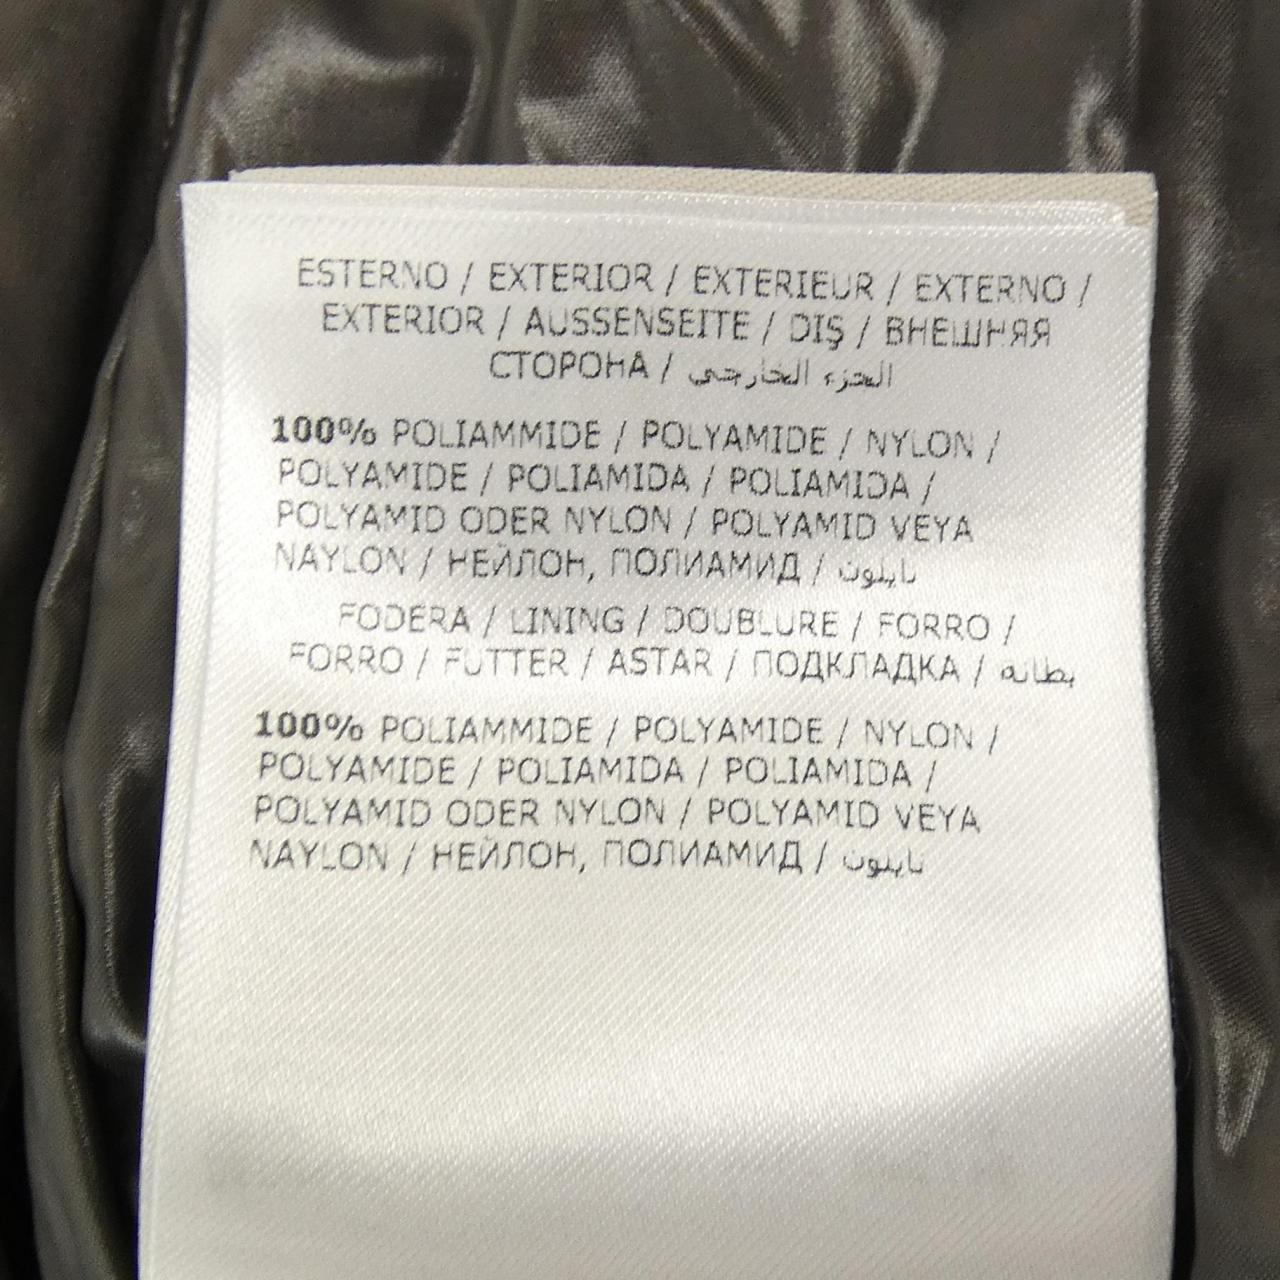 ESTERNO / EXTERIOR / EXTERIEUR / EXTERNO /
EXTERIOR / AUSSENSEITE / DIŞ / ВНЕШНЯЯ
СТОРОНА / الجزء الخارجي
100% POLIAMMIDE / POLYAMIDE / NYLON /
POLYAMIDE / POLIAMIDA / POLIAMIDA /
POLYAMID ODER NYLON / POLYAMID VEYA
NAYLON / НЕЙЛОН, ПОЛИАМИД / نايلون
FODERA / LINING / DOUBLURE / FORRO /
FORRO / FUTTER / ASTAR / ПОДКЛАДКА / بطانه
100% POLIAMMIDE / POLYAMIDE / NYLON /
POLYAMIDE / POLIAMIDA / POLIAMIDA /
POLYAMID ODER NYLON / POLYAMID VEYA
NAYLON / НЕЙЛОН, ПОЛИАМИД / نايلون